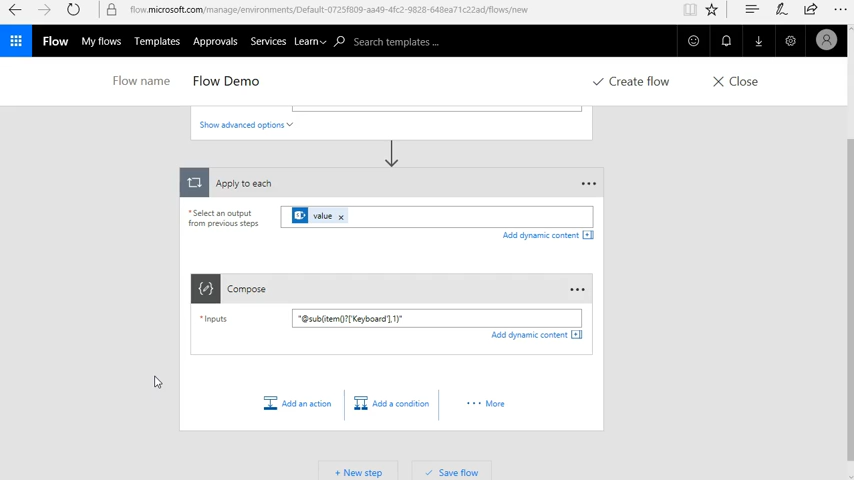 flow.microsoft.com/manage/environments/Default-0725f809-aa49-4fc2-9828-648ea71c22ad/flows/new
Flow My flows Templates Approvals Services Learn Search templates ...
Flow name Flow Demo Create flow Close
Show advanced options
Apply to each
*Select an output
from previous steps
value x
Add dynamic content
Compose
*Inputs
"@sub(item()?['Keyboard'],1)"
Add dynamic content
Add an action Add a condition More
+ New step Save flow